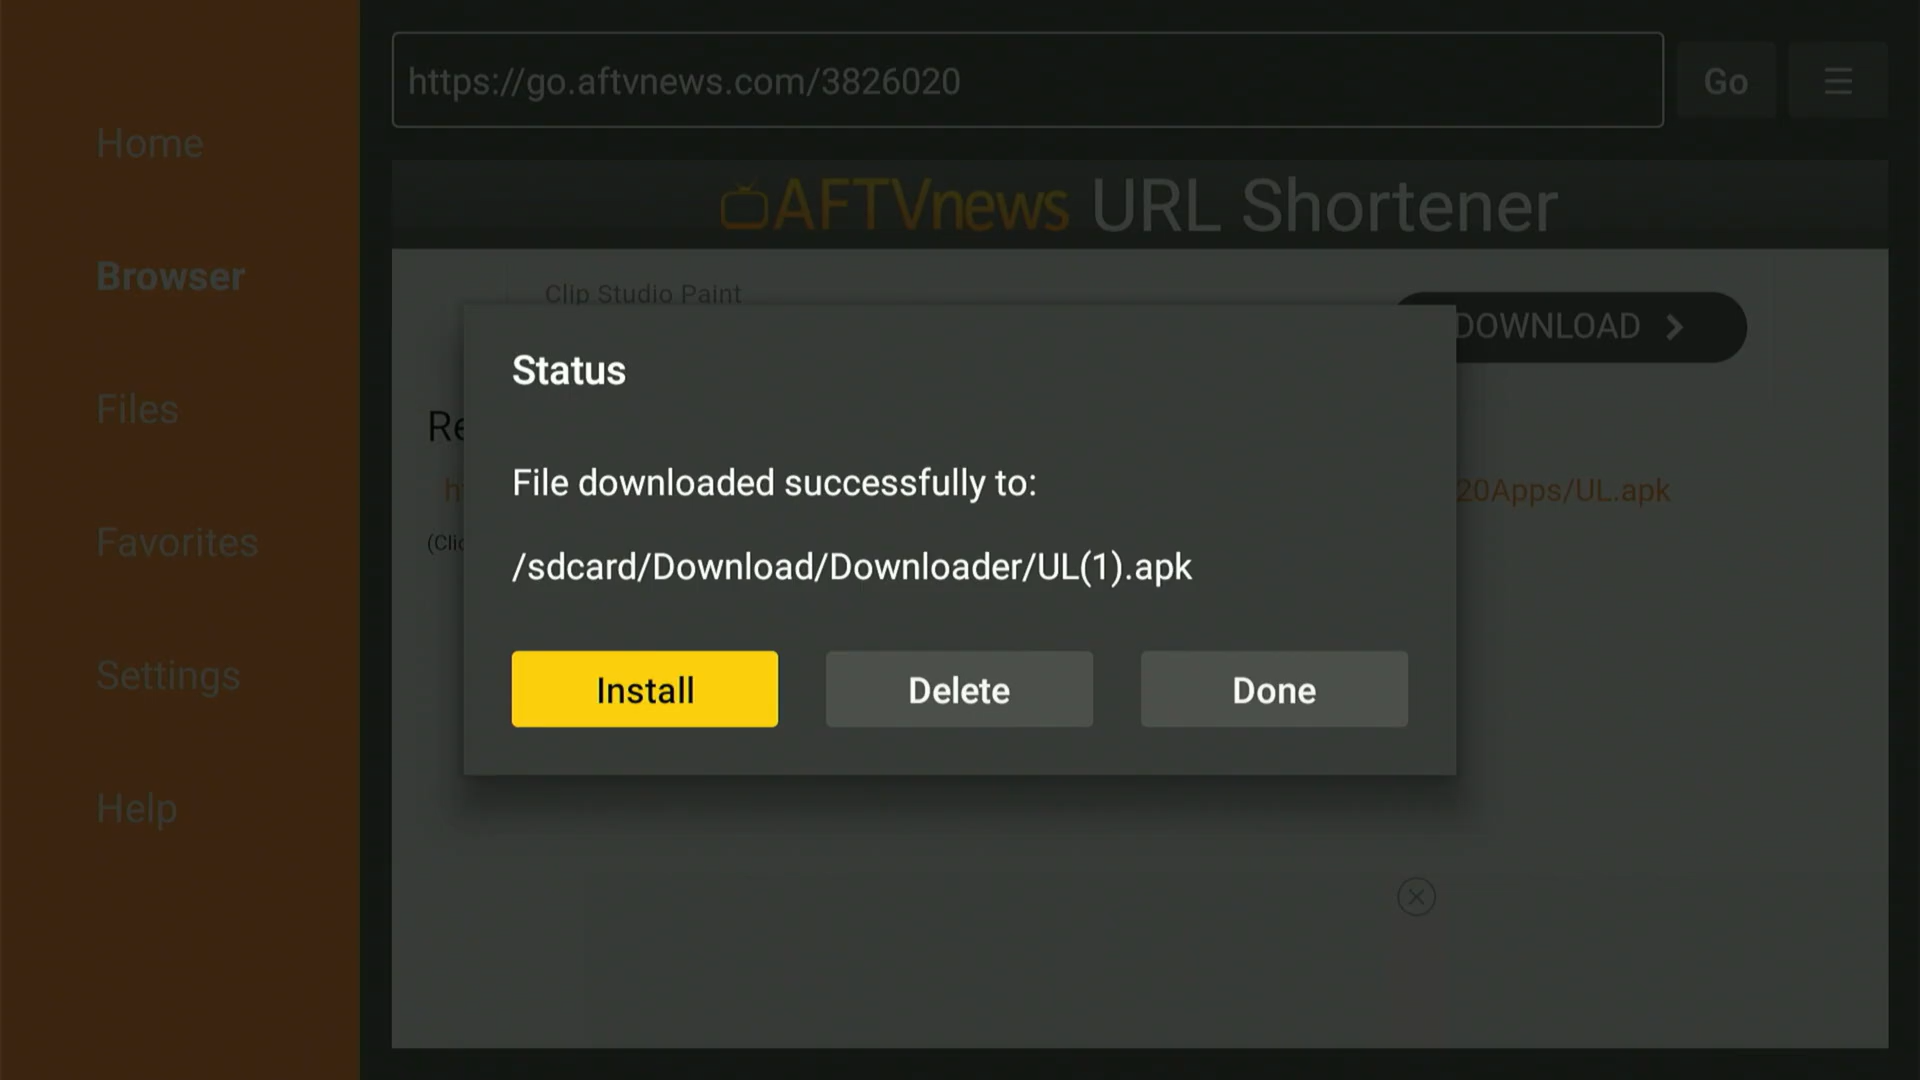 https://go.aftvnews.com/3826020
Go
Home
Browser
Files
Favorites
Settings
Help
AFTVnews URL Shortener
Clip Studio Paint
DOWNLOAD
Re
20Apps/UL.apk
(Clic
Status
File downloaded successfully to:
/sdcard/Download/Downloader/UL(1).apk
Install
Delete
Done